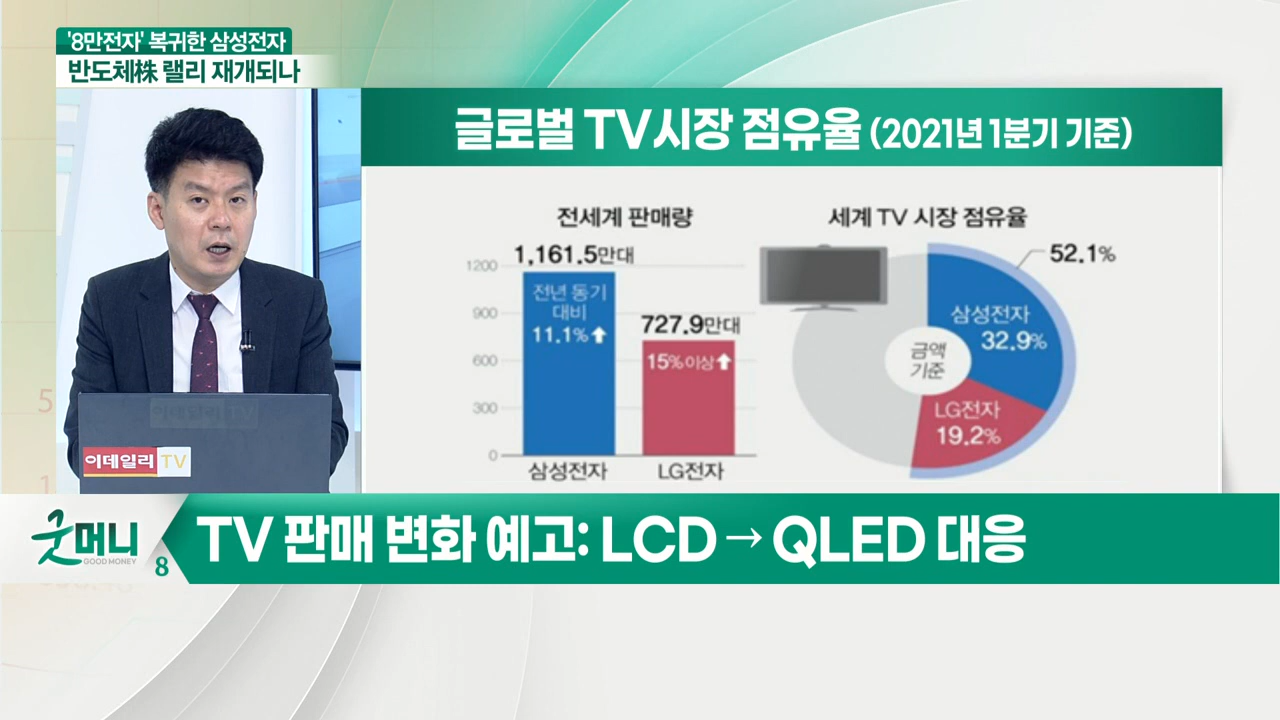 '8만전자' 복귀한 삼성전자
반도체株 랠리 재개되나
글로벌 TV시장 점유율 (2021년 1분기 기준)
전세계 판매량
1,161.5만대
1200
900
600
300
0
전년 동기
대비
11.1%
727.9만대
15%이상
삼성전자
LG전자
세계 TV 시장 점유율
52.1%
삼성전자
32.9%
금액
기준
LG전자
19.2%
이데일리 TV
이데일리 TV
굿머니
GOOD MONEY
8
TV 판매 변화 예고: LCD → QLED 대응